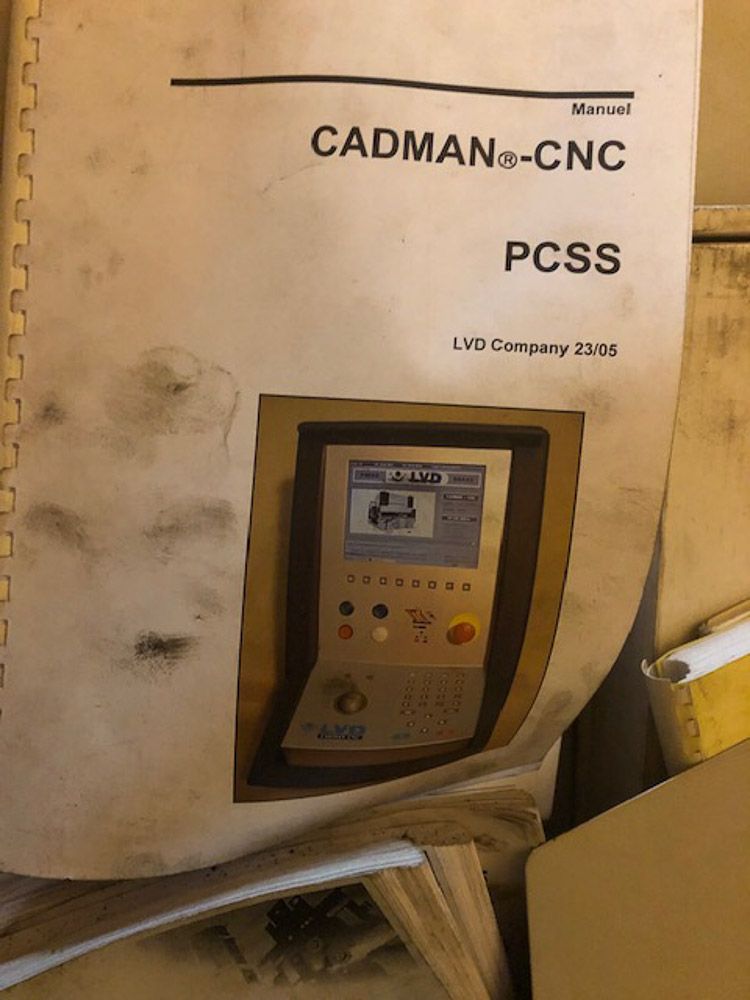 Manuel
CADMAN®-CNC
PCSS
LVD Company 23/05
LVD
LVD